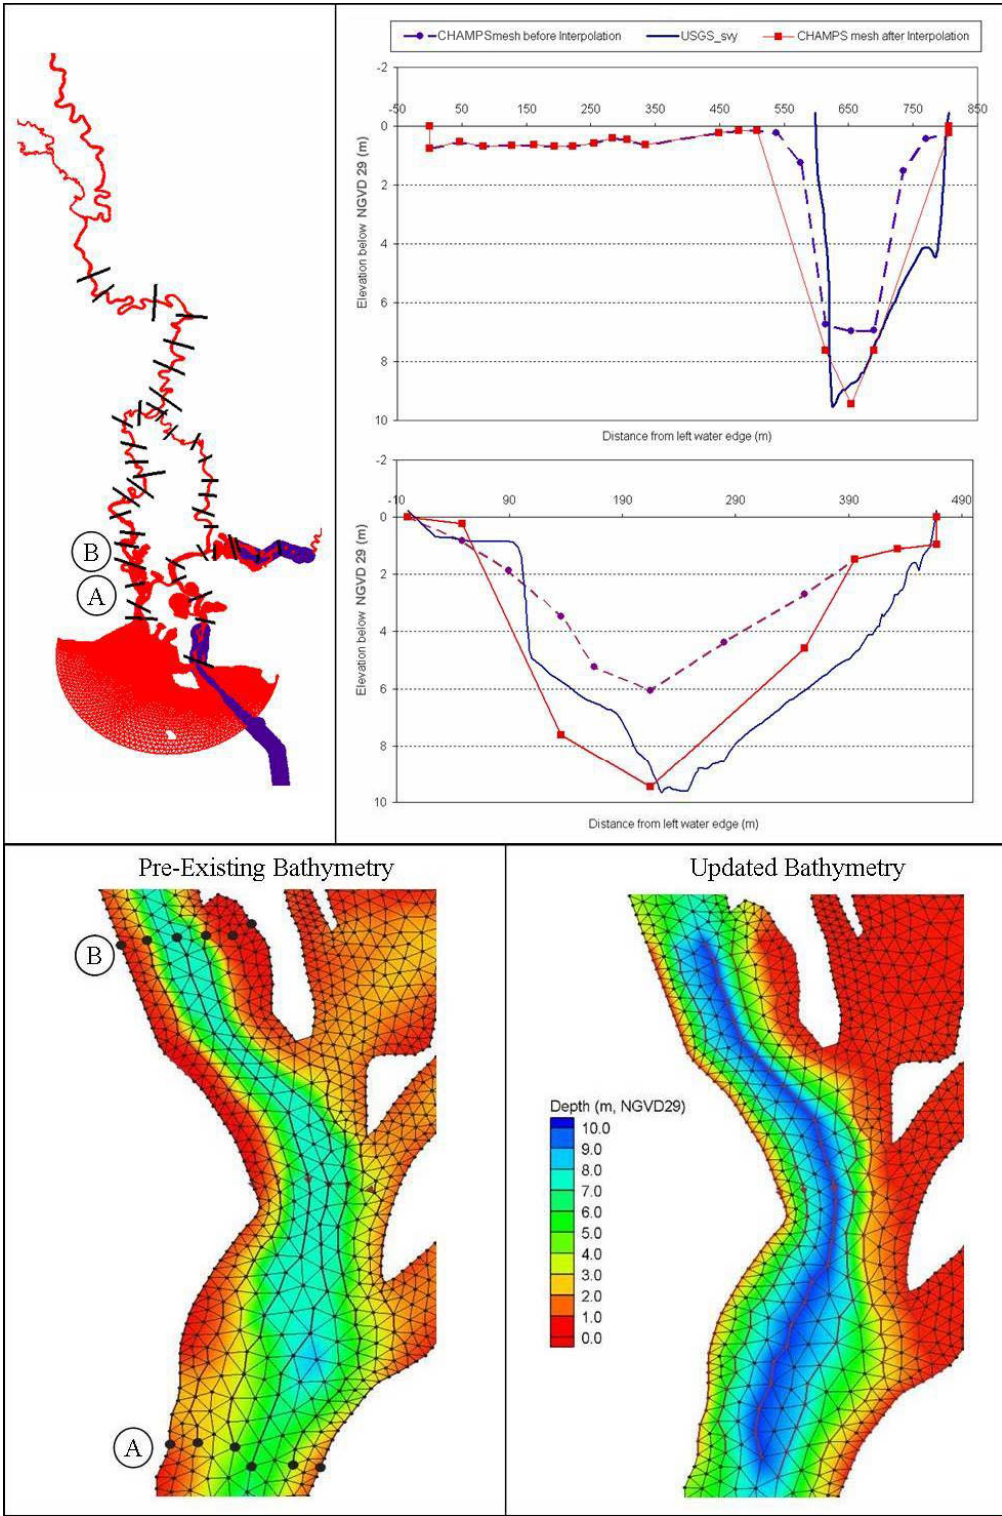 CHAMPSmesh before Interpolation USGS_svy CHAMPS mesh after Interpolation
-2
-50 50 150 250 350 450 550 650 750 850
0
2
4
6
8
10
Elevation below NGVD 29 (m)
Distance from left water edge (m)
-2
-10 90 190 290 390 490
0
2
4
6
8
10
Elevation below NGVD 29 (m)
Distance from left water edge (m)
B
A
Pre-Existing Bathymetry
B
A
Updated Bathymetry
Depth (m, NGVD29)
10.0
9.0
8.0
7.0
6.0
5.0
4.0
3.0
2.0
1.0
0.0